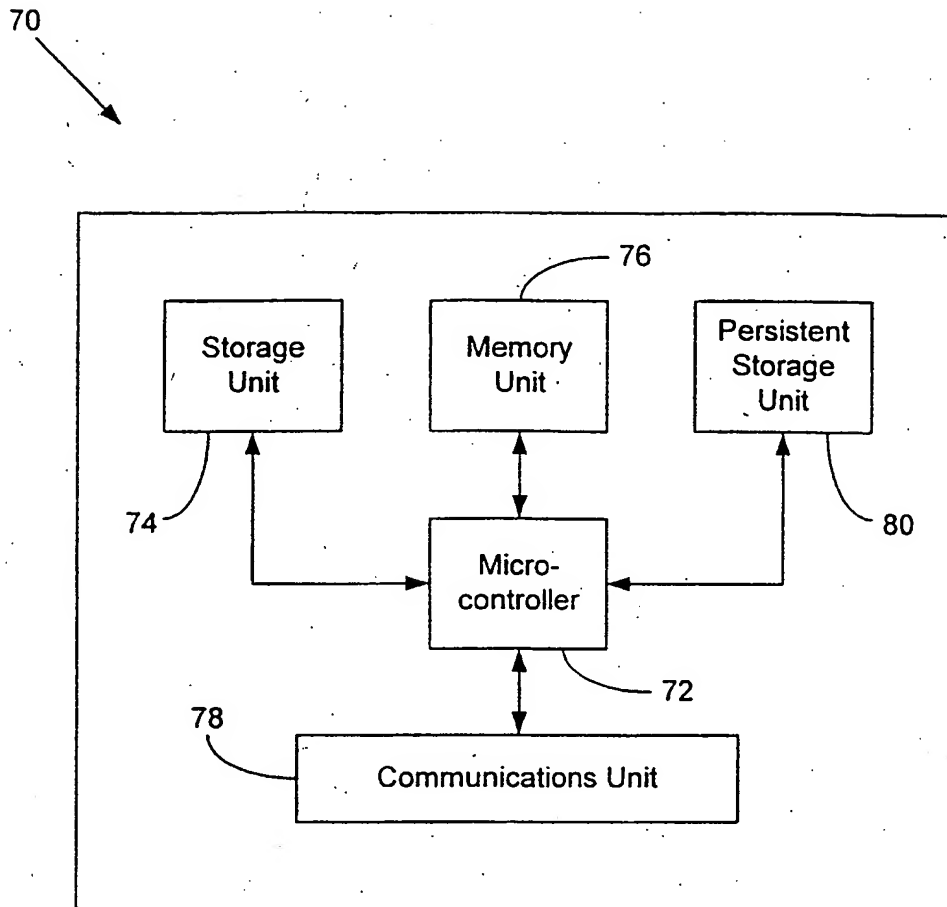 70
76
Storage
Unit
Memory
Unit
Persistent
Storage
Unit
74
80
Micro-
controller
72
78
Communications Unit